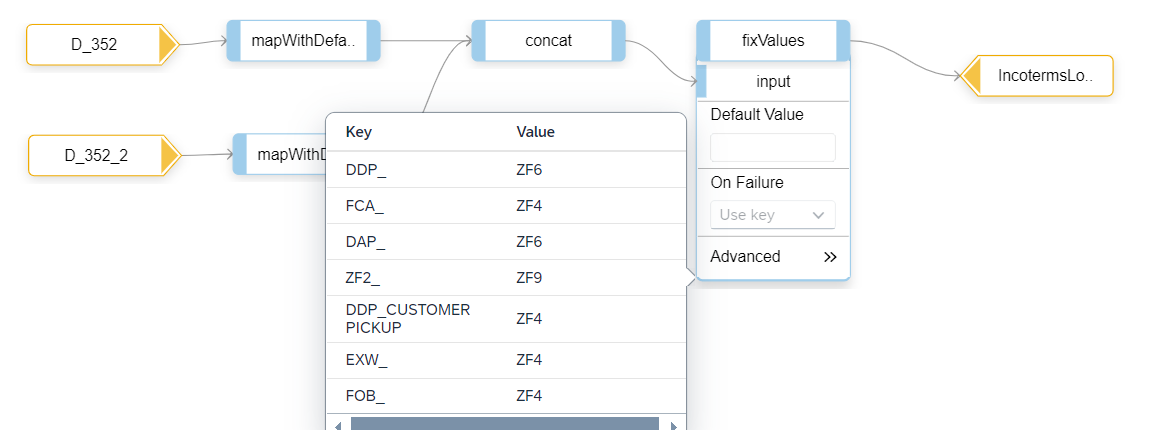 D_352
mapWithDefa..
concat
fixValues
IncotermsLo..
input
Default Value
D_352_2
mapWithD
On Failure
Use key
Advanced
Key Value
DDP_ ZF6
FCA_ ZF4
DAP_ ZF6
ZF2_ ZF9
DDP_CUSTOMER
PICKUP ZF4
EXW_ ZF4
FOB_ ZF4